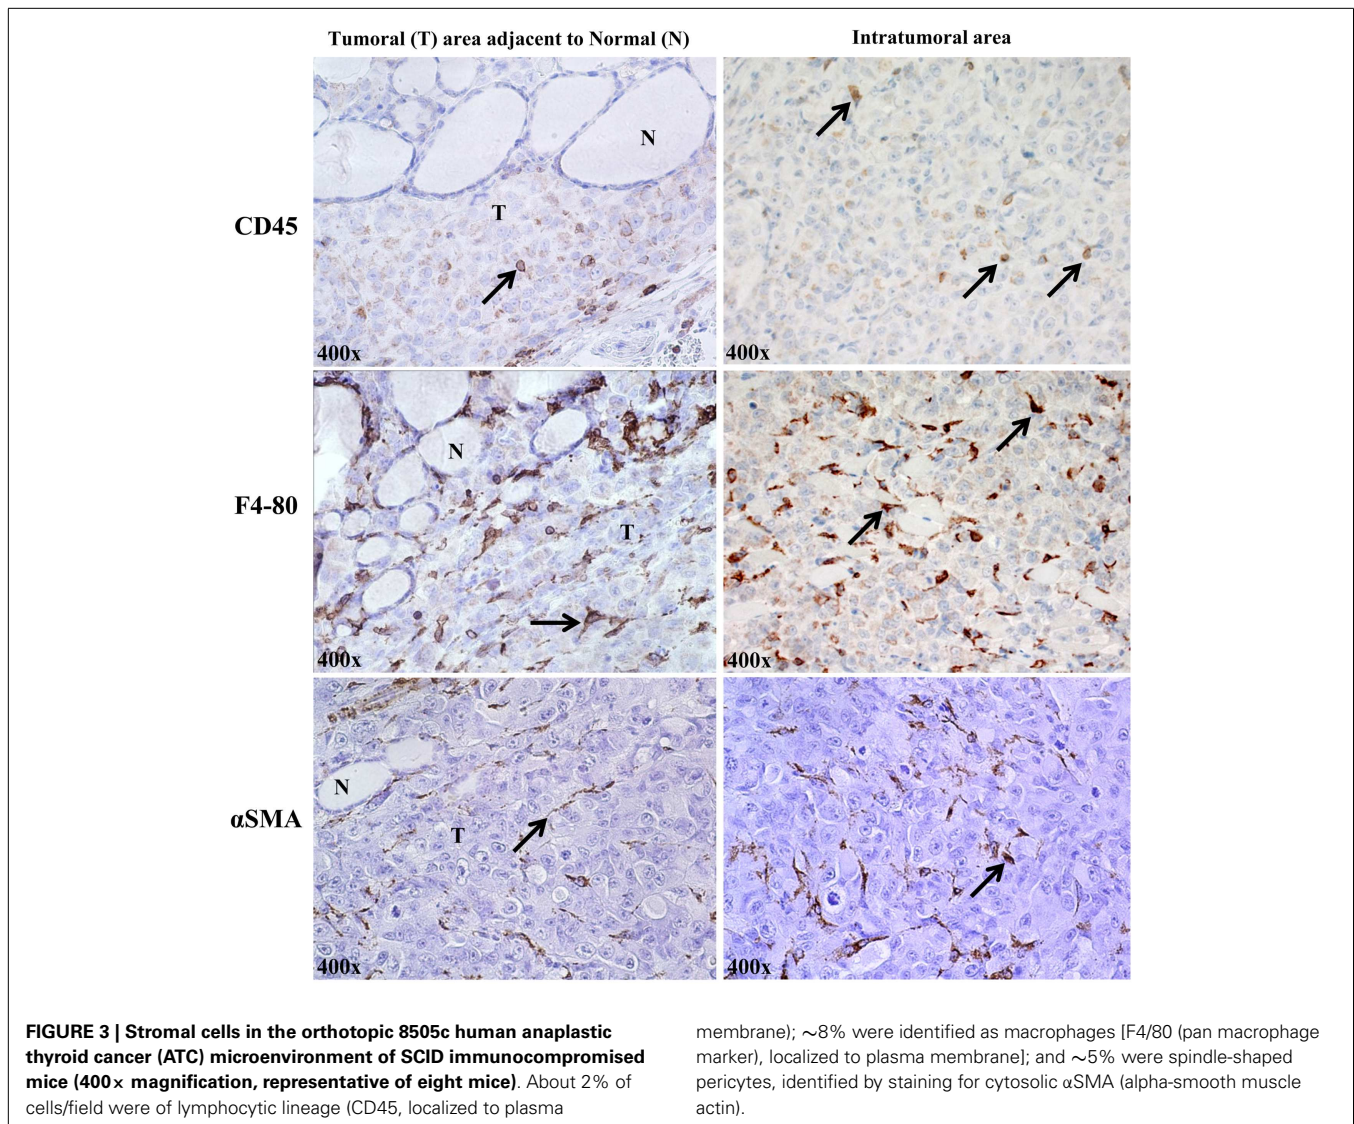 Tumoral (T) area adjacent to Normal (N)
Intratumoral area
CD45
N
T
400x
400x
F4-80
N
T
400x
400x
αSMA
N
T
400x
400x
FIGURE 3 | Stromal cells in the orthotopic 8505c human anaplastic
thyroid cancer (ATC) microenvironment of SCID immunocompromised
mice (400× magnification, representative of eight mice). About 2% of
cells/field were of lymphocytic lineage (CD45, localized to plasma
membrane); ∼8% were identified as macrophages [F4/80 (pan macrophage
marker), localized to plasma membrane]; and ∼5% were spindle-shaped
pericytes, identified by staining for cytosolic αSMA (alpha-smooth muscle
actin).